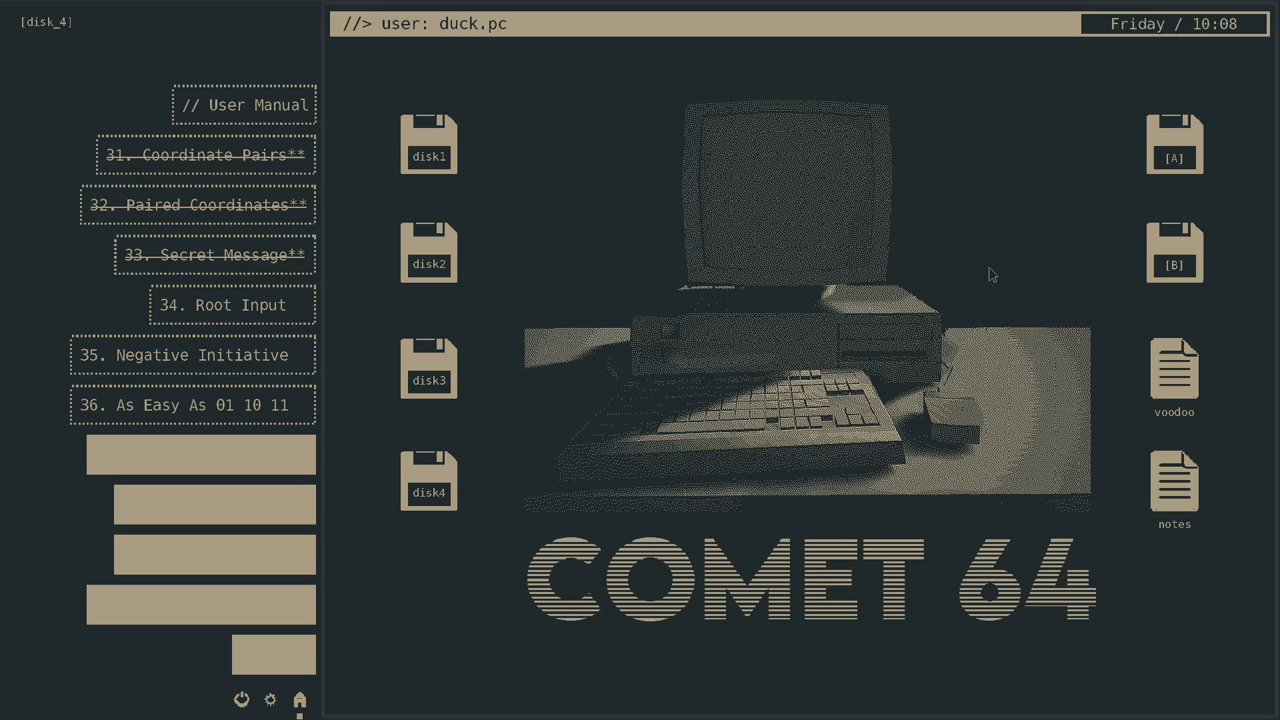 [disk_4]
//> user: duck.pc
Friday / 10:08
// User Manual
31. Coordinate Pairs**
32. Paired Coordinates**
33. Secret Message**
34. Root Input
35. Negative Initiative
36. As Easy As 01 10 11
disk1
disk2
disk3
disk4
[A]
[B]
voodoo
notes
COMET 64